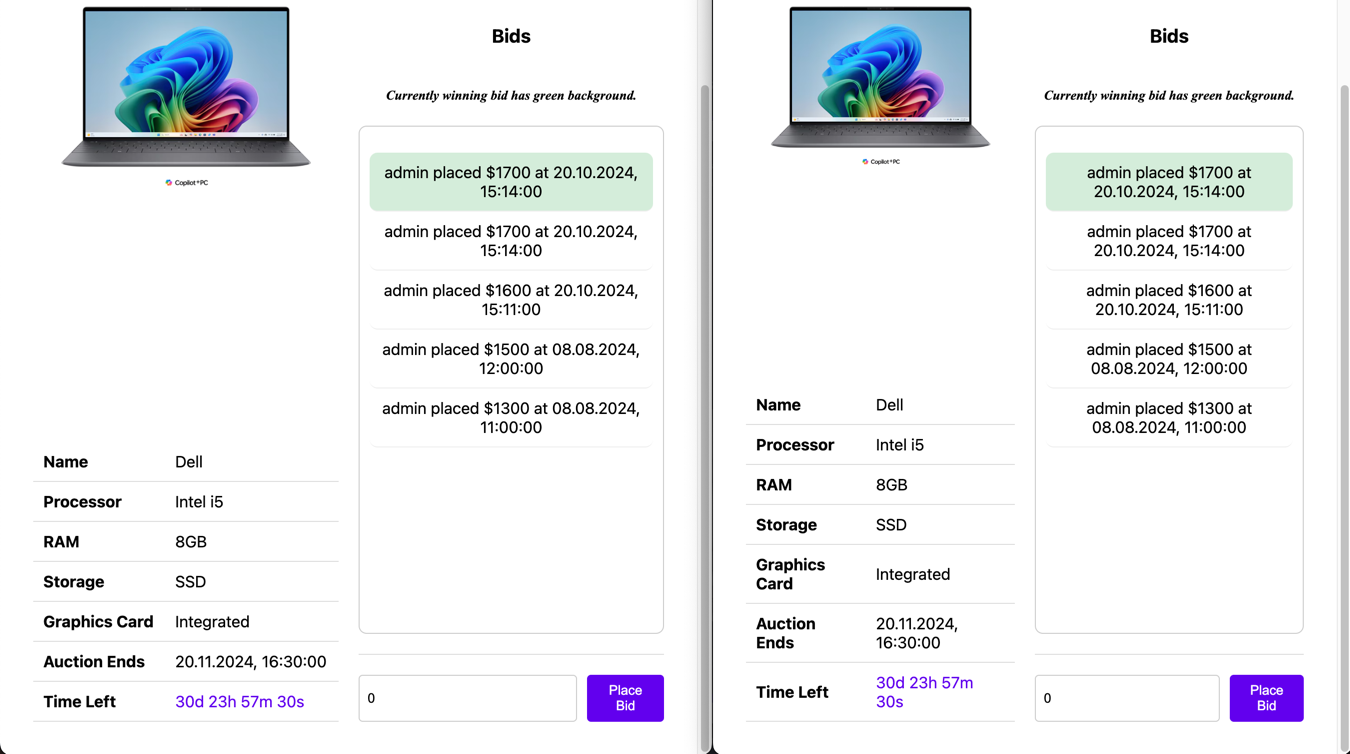 Copilot+PC
Bids
Currently winning bid has green background.
admin placed $1700 at 20.10.2024,
15:14:00
admin placed $1700 at 20.10.2024,
15:14:00
admin placed $1600 at 20.10.2024,
15:11:00
admin placed $1500 at 08.08.2024,
12:00:00
admin placed $1300 at 08.08.2024,
11:00:00
Name Dell
Processor Intel i5
RAM 8GB
Storage SSD
Graphics Card Integrated
Auction Ends 20.11.2024, 16:30:00
Time Left 30d 23h 57m 30s
0
Place
Bid
Copilot+PC
Bids
Currently winning bid has green background.
admin placed $1700 at
20.10.2024, 15:14:00
admin placed $1700 at
20.10.2024, 15:14:00
admin placed $1600 at
20.10.2024, 15:11:00
admin placed $1500 at
08.08.2024, 12:00:00
admin placed $1300 at
08.08.2024, 11:00:00
Name Dell
Processor Intel i5
RAM 8GB
Storage SSD
Graphics
Card
Integrated
Auction
Ends
20.11.2024,
16:30:00
Time Left
30d 23h 57m
30s
0
Place
Bid